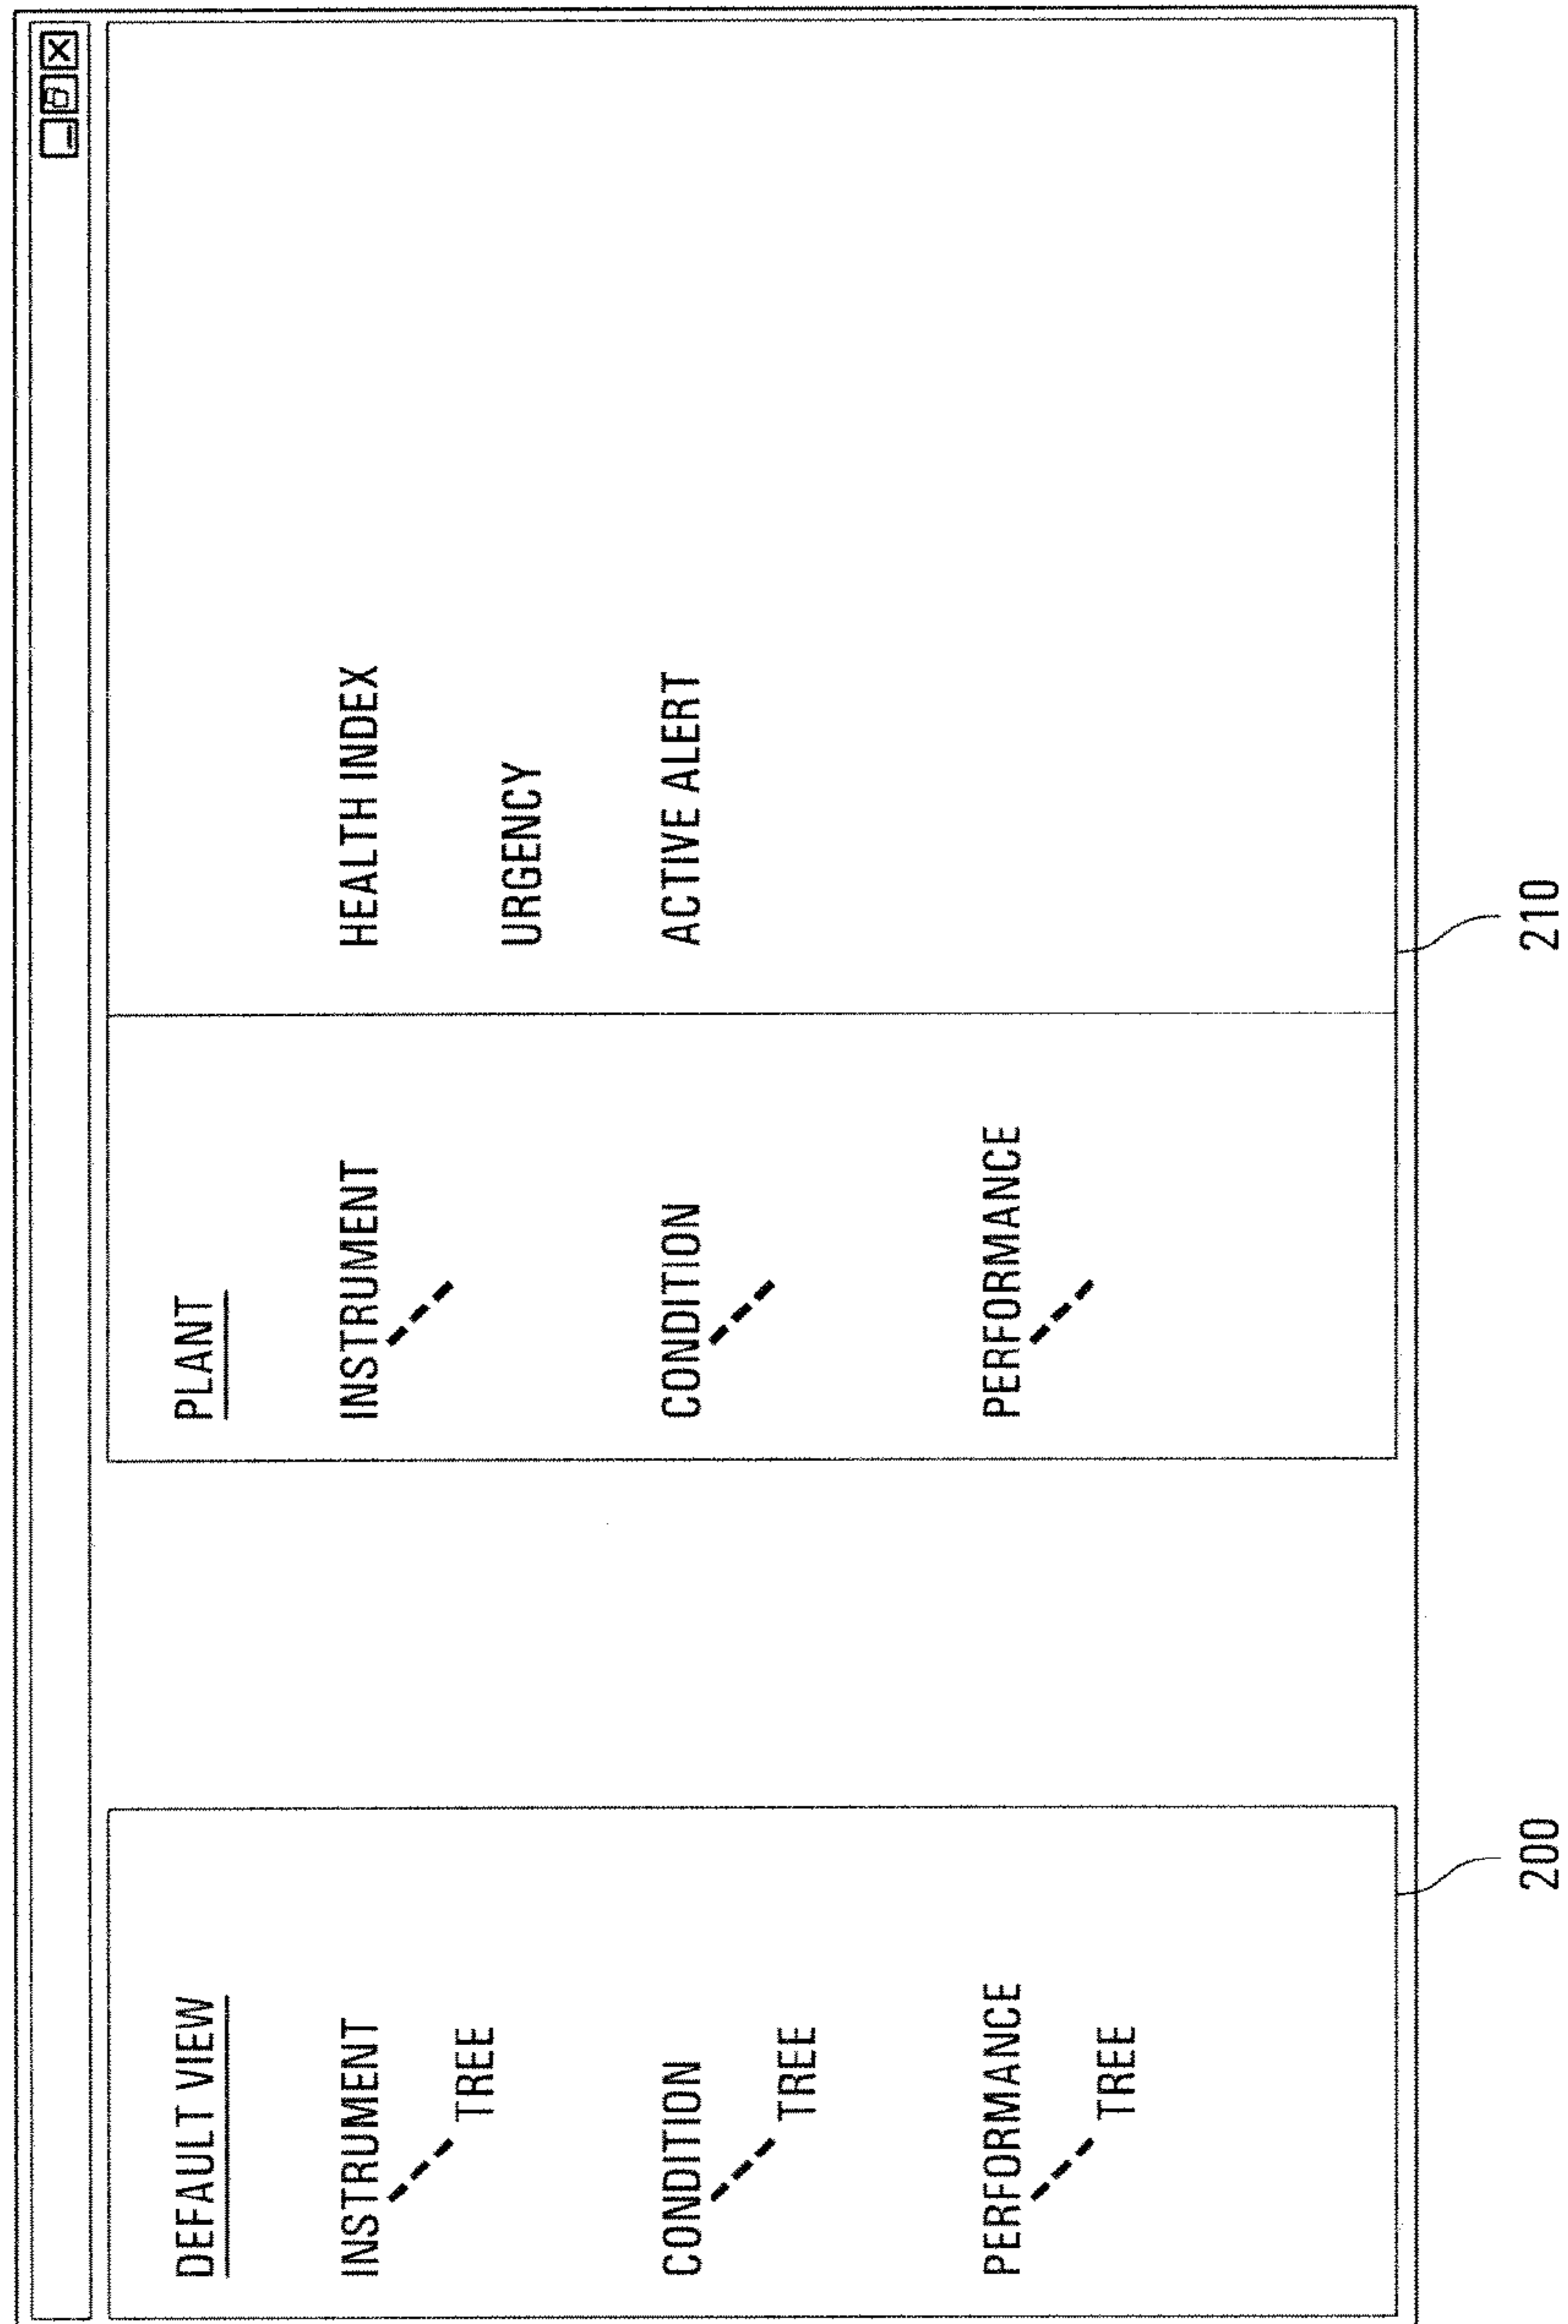 DEFAULT VIEW
INSTRUMENT
TREE
CONDITION
TREE
PERFORMANCE
TREE
200
PLANT
INSTRUMENT
CONDITION
PERFORMANCE
HEALTH INDEX
URGENCY
ACTIVE ALERT
210